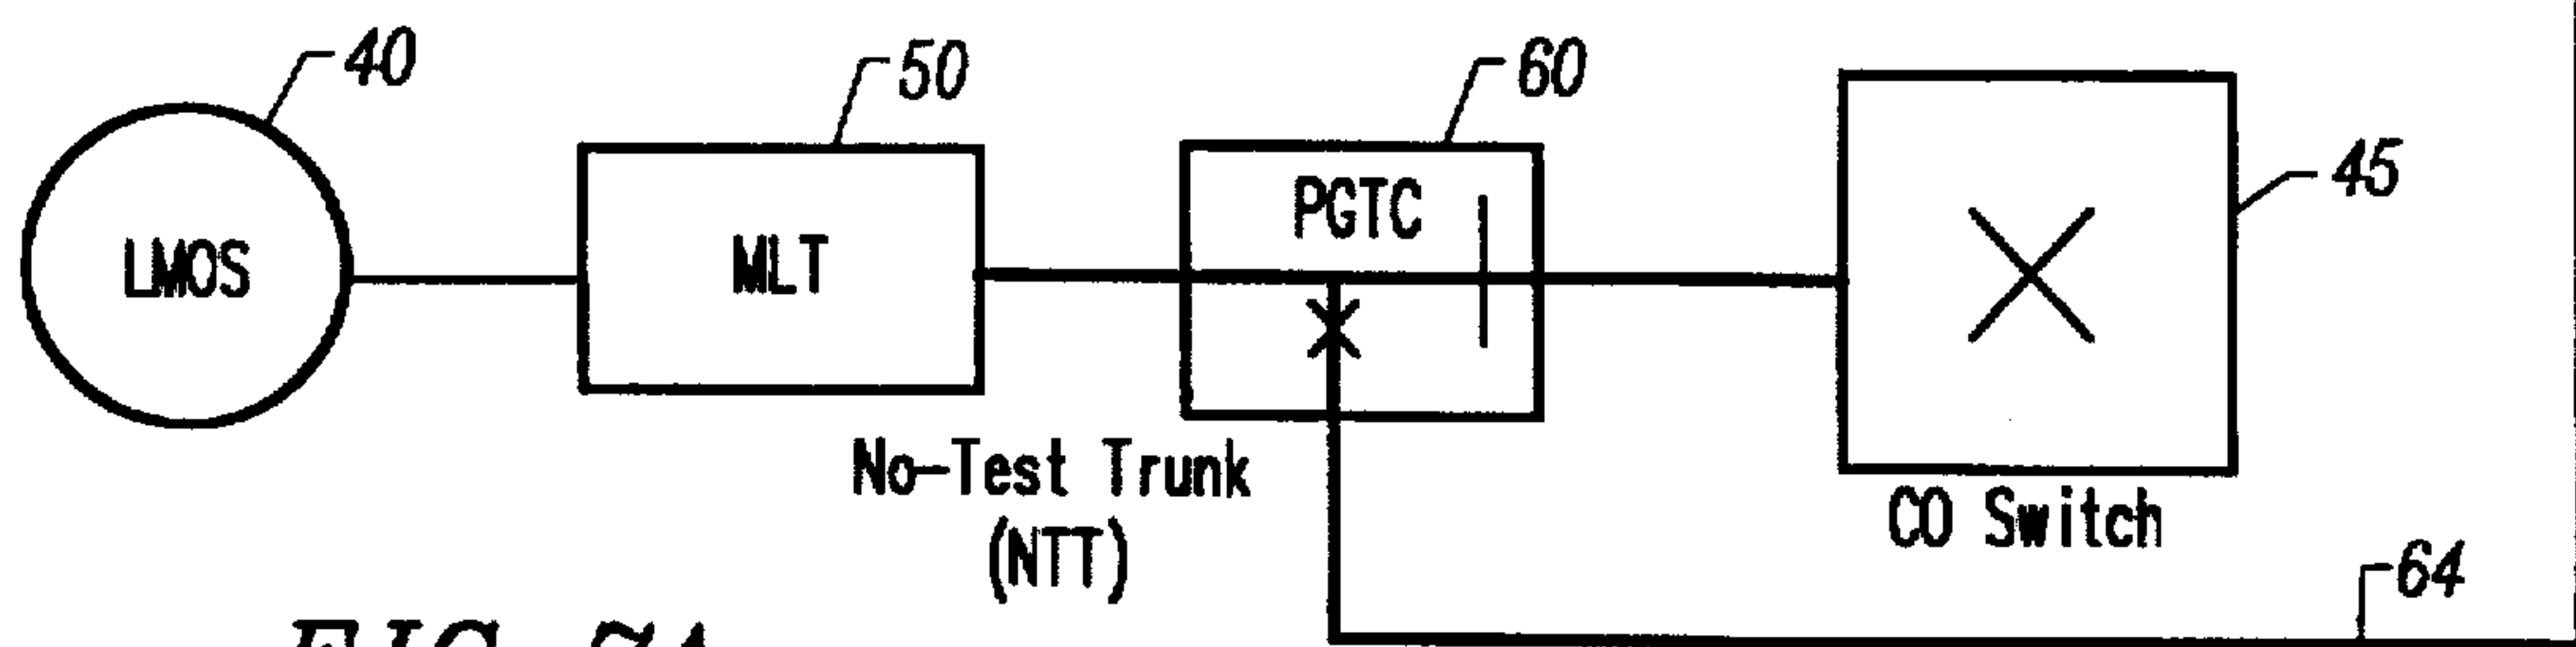 40
50
60
45
LMOS
MLT
PGTC
No-Test Trunk
(NTT)
CO Switch
64